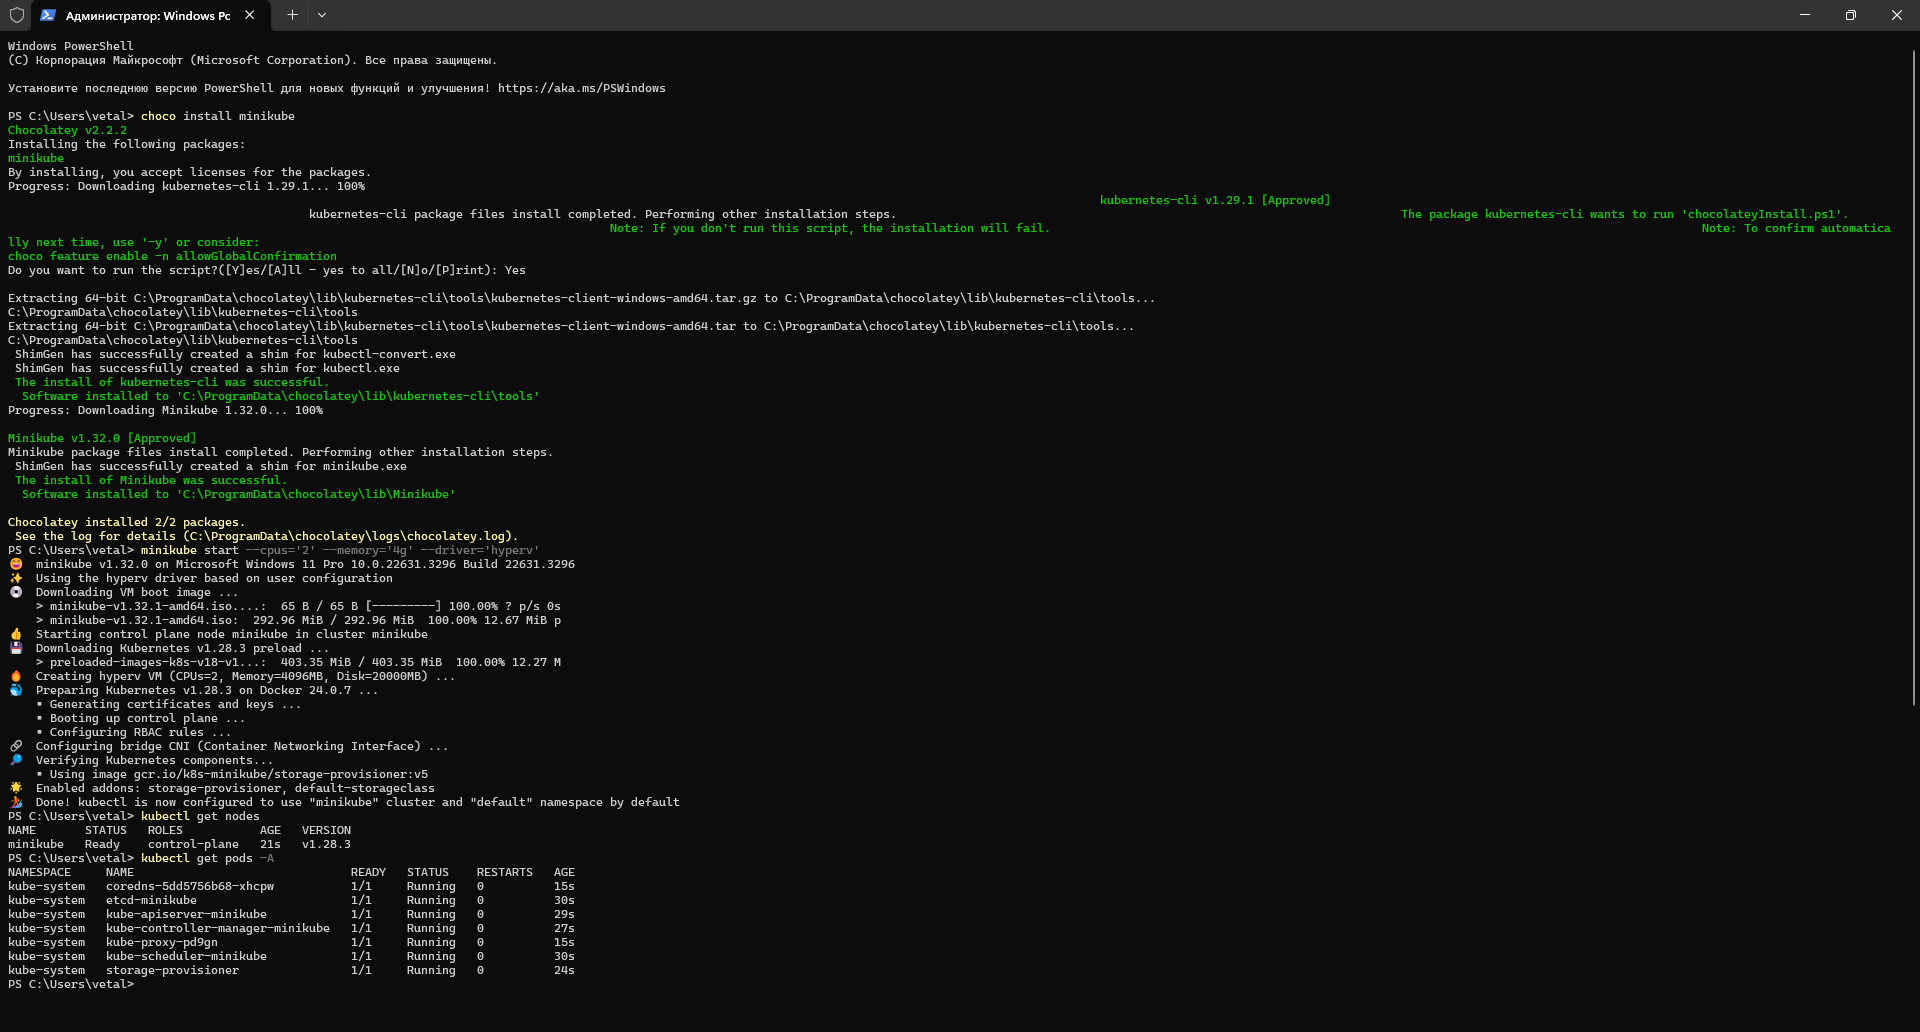 Администратор: Windows Pc
Windows PowerShell
(C) Корпорация Майкрософт (Microsoft Corporation). Все права защищены.
Установите последнюю версию PowerShell для новых функций и улучшения! https://aka.ms/PSWindows
PS C:\Users\vetal> choco install minikube
Chocolatey v2.2.2
Installing the following packages:
minikube
By installing, you accept licenses for the packages.
Progress: Downloading kubernetes-cli 1.29.1... 100%
kubernetes-cli v1.29.1 [Approved]
kubernetes-cli package files install completed. Performing other installation steps. The package kubernetes-cli wants to run 'chocolateyInstall.ps1'.
Note: If you don't run this script, the installation will fail. Note: To confirm automatica
lly next time, use '-y' or consider:
choco feature enable -n allowGlobalConfirmation
Do you want to run the script?([Y]es/[A]ll - yes to all/[N]o/[P]rint): Yes
Extracting 64-bit C:\ProgramData\chocolatey\lib\kubernetes-cli\tools\kubernetes-client-windows-amd64.tar.gz to C:\ProgramData\chocolatey\lib\kubernetes-cli\tools...
C:\ProgramData\chocolatey\lib\kubernetes-cli\tools
Extracting 64-bit C:\ProgramData\chocolatey\lib\kubernetes-cli\tools\kubernetes-client-windows-amd64.tar to C:\ProgramData\chocolatey\lib\kubernetes-cli\tools...
C:\ProgramData\chocolatey\lib\kubernetes-cli\tools
ShimGen has successfully created a shim for kubectl-convert.exe
ShimGen has successfully created a shim for kubectl.exe
The install of kubernetes-cli was successful.
Software installed to 'C:\ProgramData\chocolatey\lib\kubernetes-cli\tools'
Progress: Downloading Minikube 1.32.0... 100%
Minikube v1.32.0 [Approved]
Minikube package files install completed. Performing other installation steps.
ShimGen has successfully created a shim for minikube.exe
The install of Minikube was successful.
Software installed to 'C:\ProgramData\chocolatey\lib\Minikube'
Chocolatey installed 2/2 packages.
See the log for details (C:\ProgramData\chocolatey\logs\chocolatey.log).
PS C:\Users\vetal> minikube start --cpus='2' --memory='4g' --driver='hyperv'
minikube v1.32.0 on Microsoft Windows 11 Pro 10.0.22631.3296 Build 22631.3296
Using the hyperv driver based on user configuration
Downloading VM boot image ...
> minikube-v1.32.1-amd64.iso....: 65 B / 65 B [---------] 100.00% ? p/s 0s
> minikube-v1.32.1-amd64.iso: 292.96 MiB / 292.96 MiB 100.00% 12.67 MiB p
Starting control plane node minikube in cluster minikube
Downloading Kubernetes v1.28.3 preload ...
> preloaded-images-k8s-v18-v1...: 403.35 MiB / 403.35 MiB 100.00% 12.27 M
Creating hyperv VM (CPUs=2, Memory=4096MB, Disk=20000MB) ...
Preparing Kubernetes v1.28.3 on Docker 24.0.7 ...
▪ Generating certificates and keys ...
▪ Booting up control plane ...
▪ Configuring RBAC rules ...
Configuring bridge CNI (Container Networking Interface) ...
Verifying Kubernetes components...
▪ Using image gcr.io/k8s-minikube/storage-provisioner:v5
Enabled addons: storage-provisioner, default-storageclass
Done! kubectl is now configured to use "minikube" cluster and "default" namespace by default
PS C:\Users\vetal> kubectl get nodes
NAME STATUS ROLES AGE VERSION
minikube Ready control-plane 21s v1.28.3
PS C:\Users\vetal> kubectl get pods -A
NAMESPACE NAME READY STATUS RESTARTS AGE
kube-system coredns-5dd5756b68-xhcpw 1/1 Running 0 15s
kube-system etcd-minikube 1/1 Running 0 30s
kube-system kube-apiserver-minikube 1/1 Running 0 29s
kube-system kube-controller-manager-minikube 1/1 Running 0 27s
kube-system kube-proxy-pd9gn 1/1 Running 0 15s
kube-system kube-scheduler-minikube 1/1 Running 0 30s
kube-system storage-provisioner 1/1 Running 0 24s
PS C:\Users\vetal>